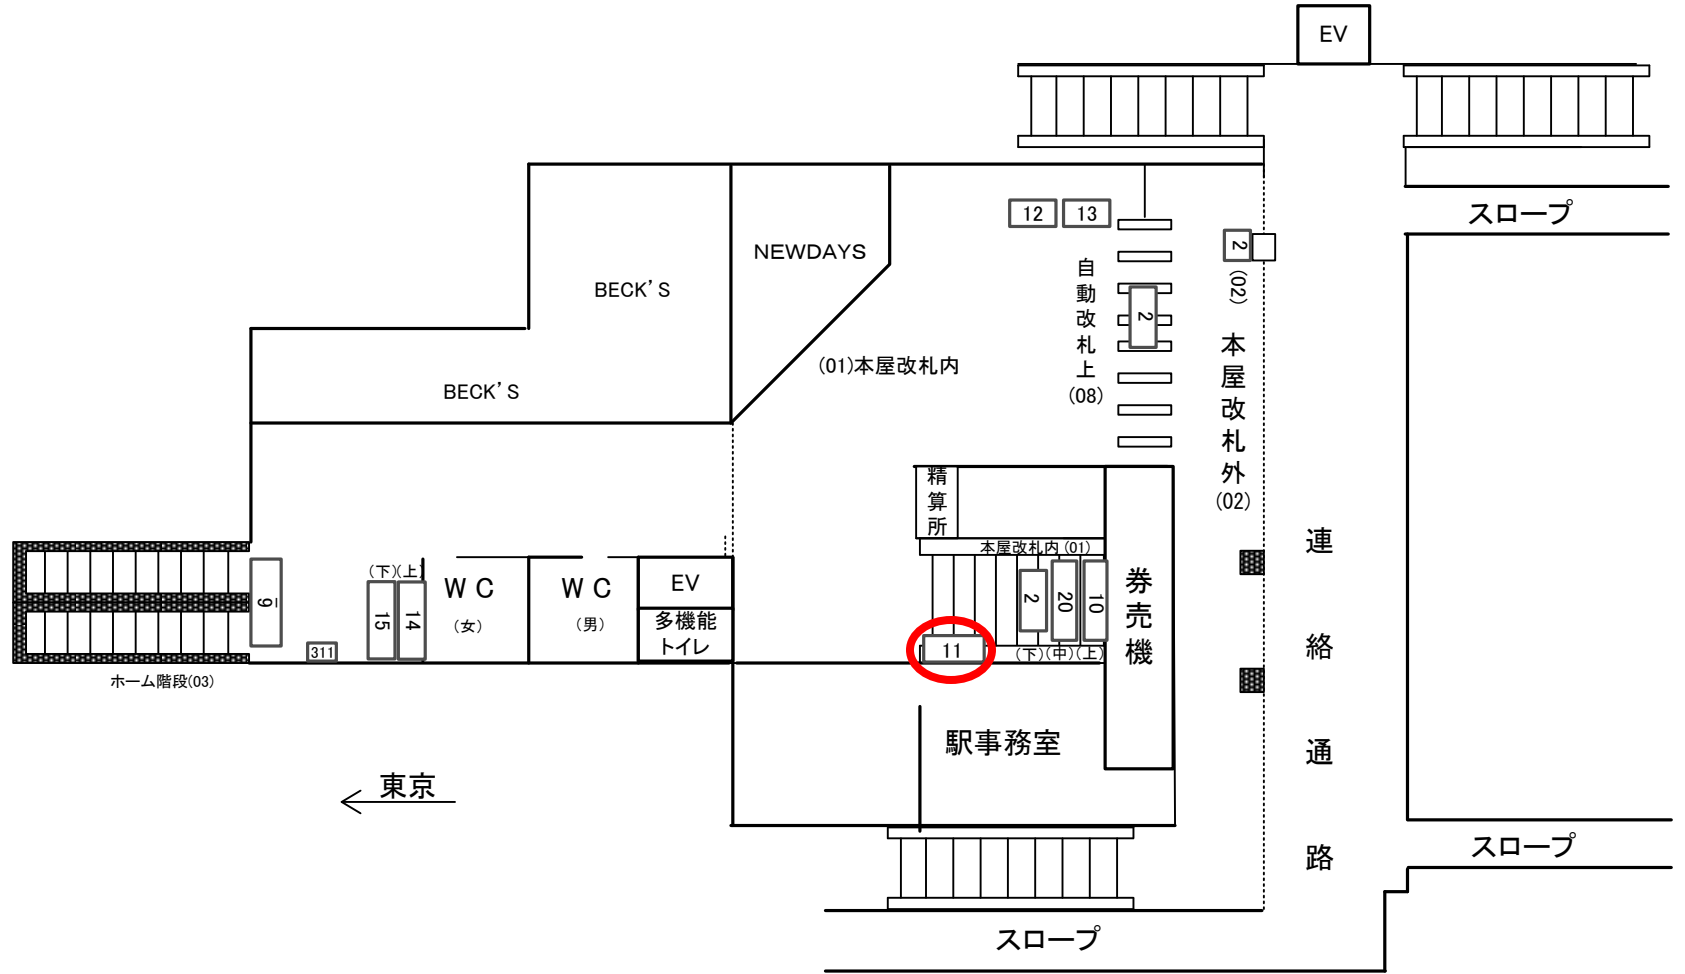 EV
スロープ
12
13
2
(02)
NEWDAYS
BECK'S
自動改札上
(08)
2
本屋改札外
(02)
(01)本屋改札内
BECK'S
精算所
本屋改札内(01)
連絡通路
券売機
2
20
10
(下)(中)(上)
11
EV
多機能
トイレ
WC
(男)
WC
(女)
(下)(上)
15
14
9
311
ホーム階段(03)
駅事務室
東京
スロープ
スロープ